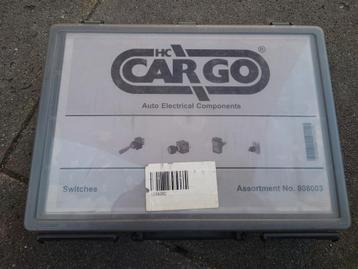 HC
CARGO®
Auto Electrical Components
Switches
Assortment No. 808003